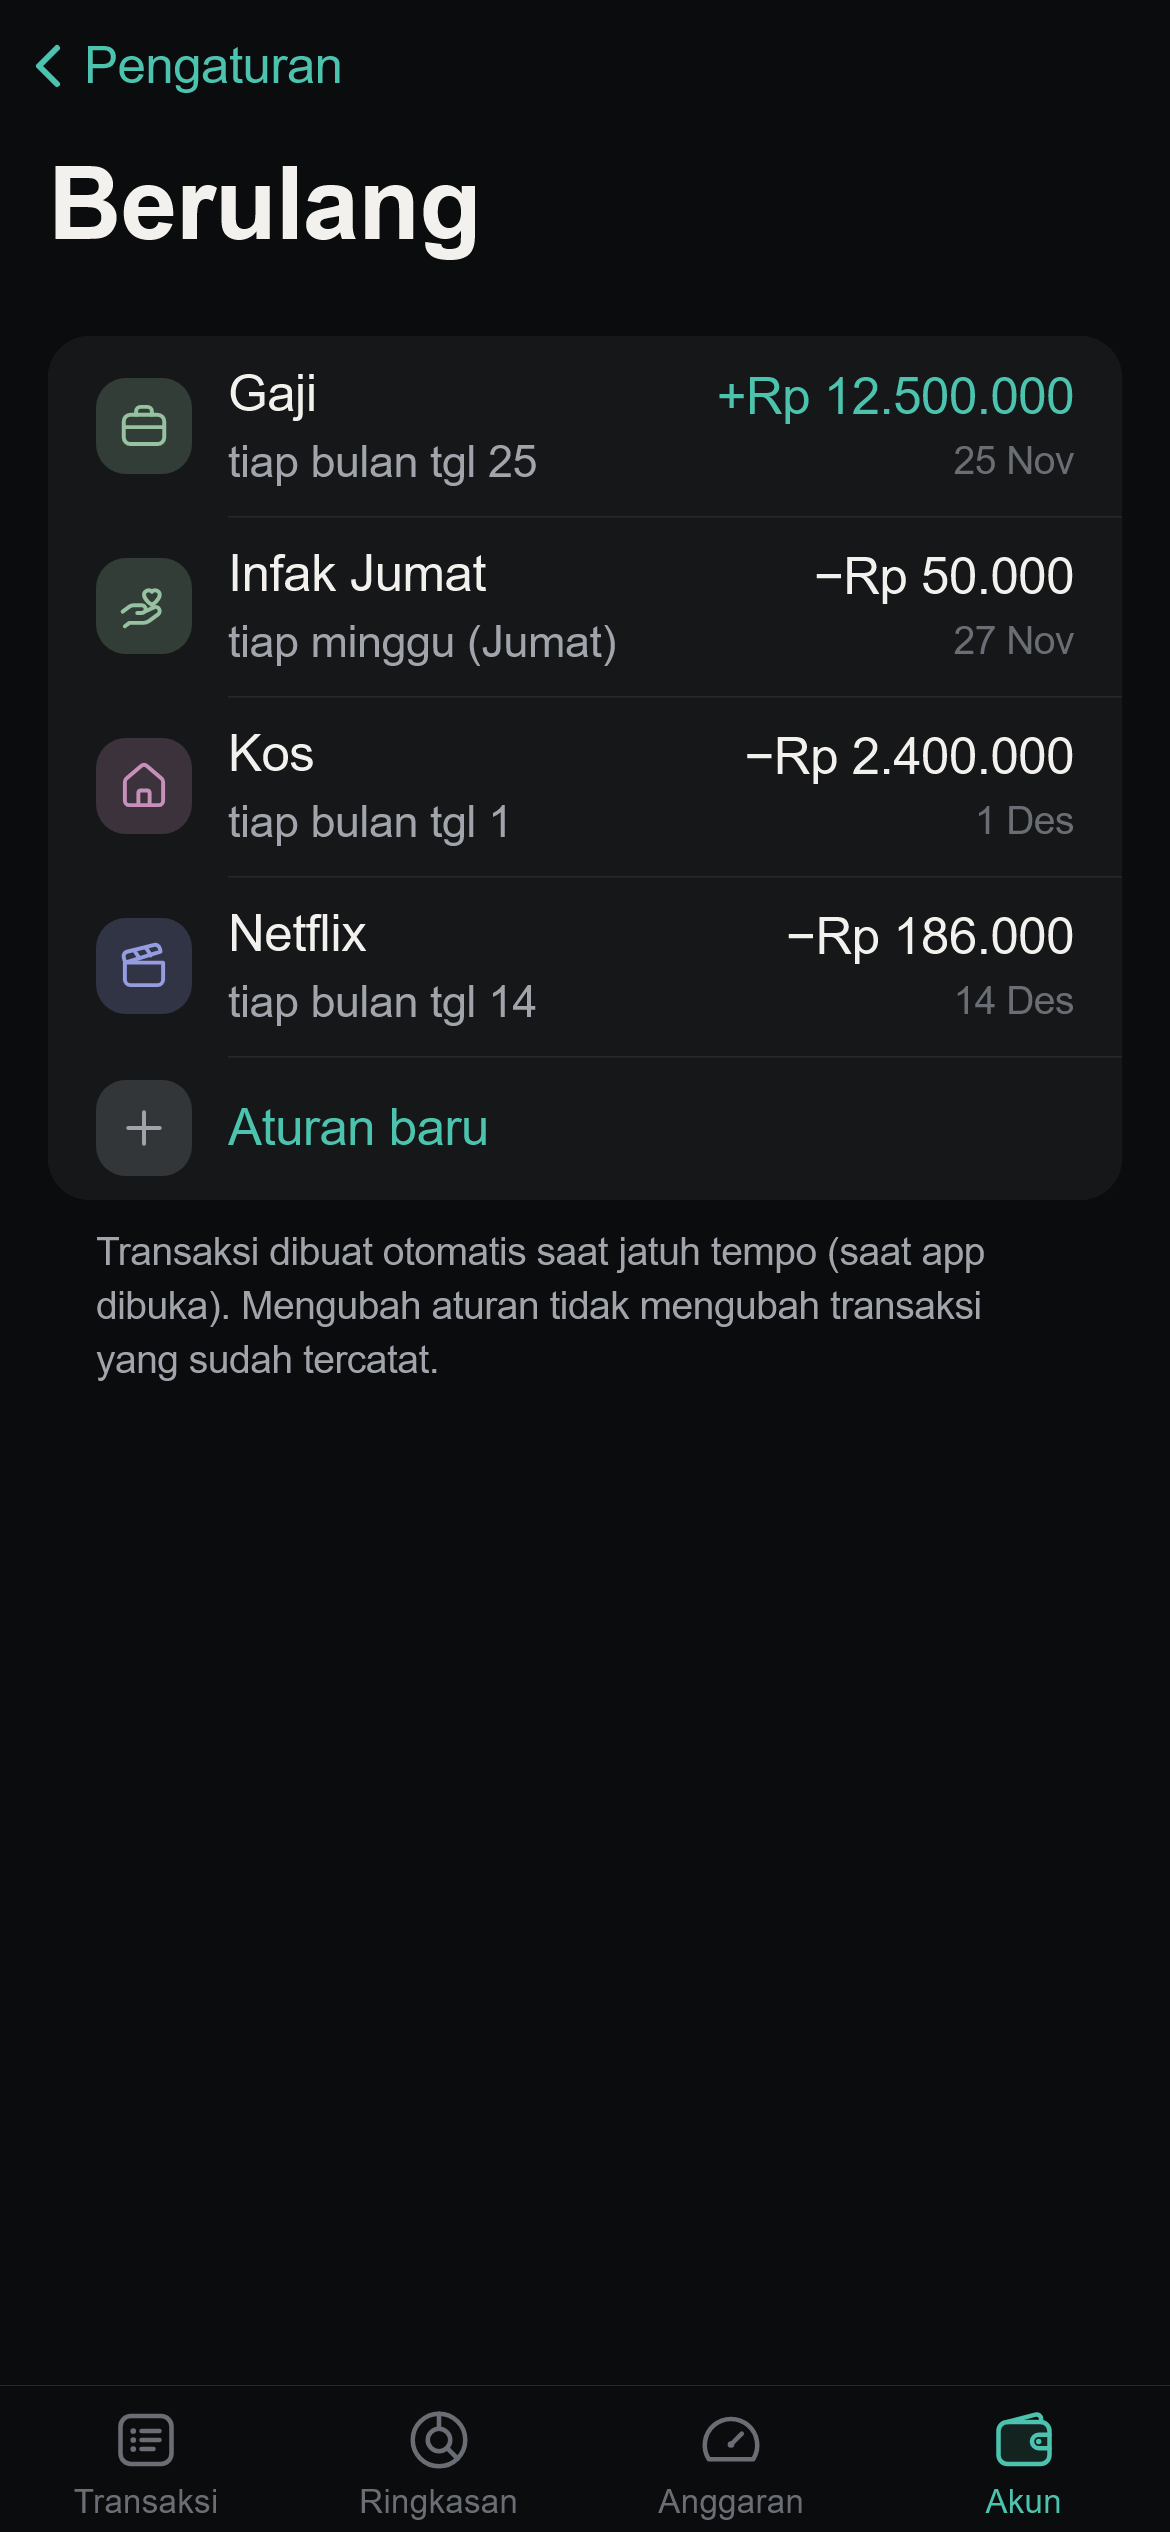 Pengaturan
Berulang
Gaji
+Rp 12.500.000
tiap bulan tgl 25
25 Nov
Infak Jumat
−Rp 50.000
tiap minggu (Jumat)
27 Nov
Kos
−Rp 2.400.000
tiap bulan tgl 1
1 Des
Netflix
−Rp 186.000
tiap bulan tgl 14
14 Des
Aturan baru
Transaksi dibuat otomatis saat jatuh tempo (saat app
dibuka). Mengubah aturan tidak mengubah transaksi
yang sudah tercatat.
Transaksi
Ringkasan
Anggaran
Akun